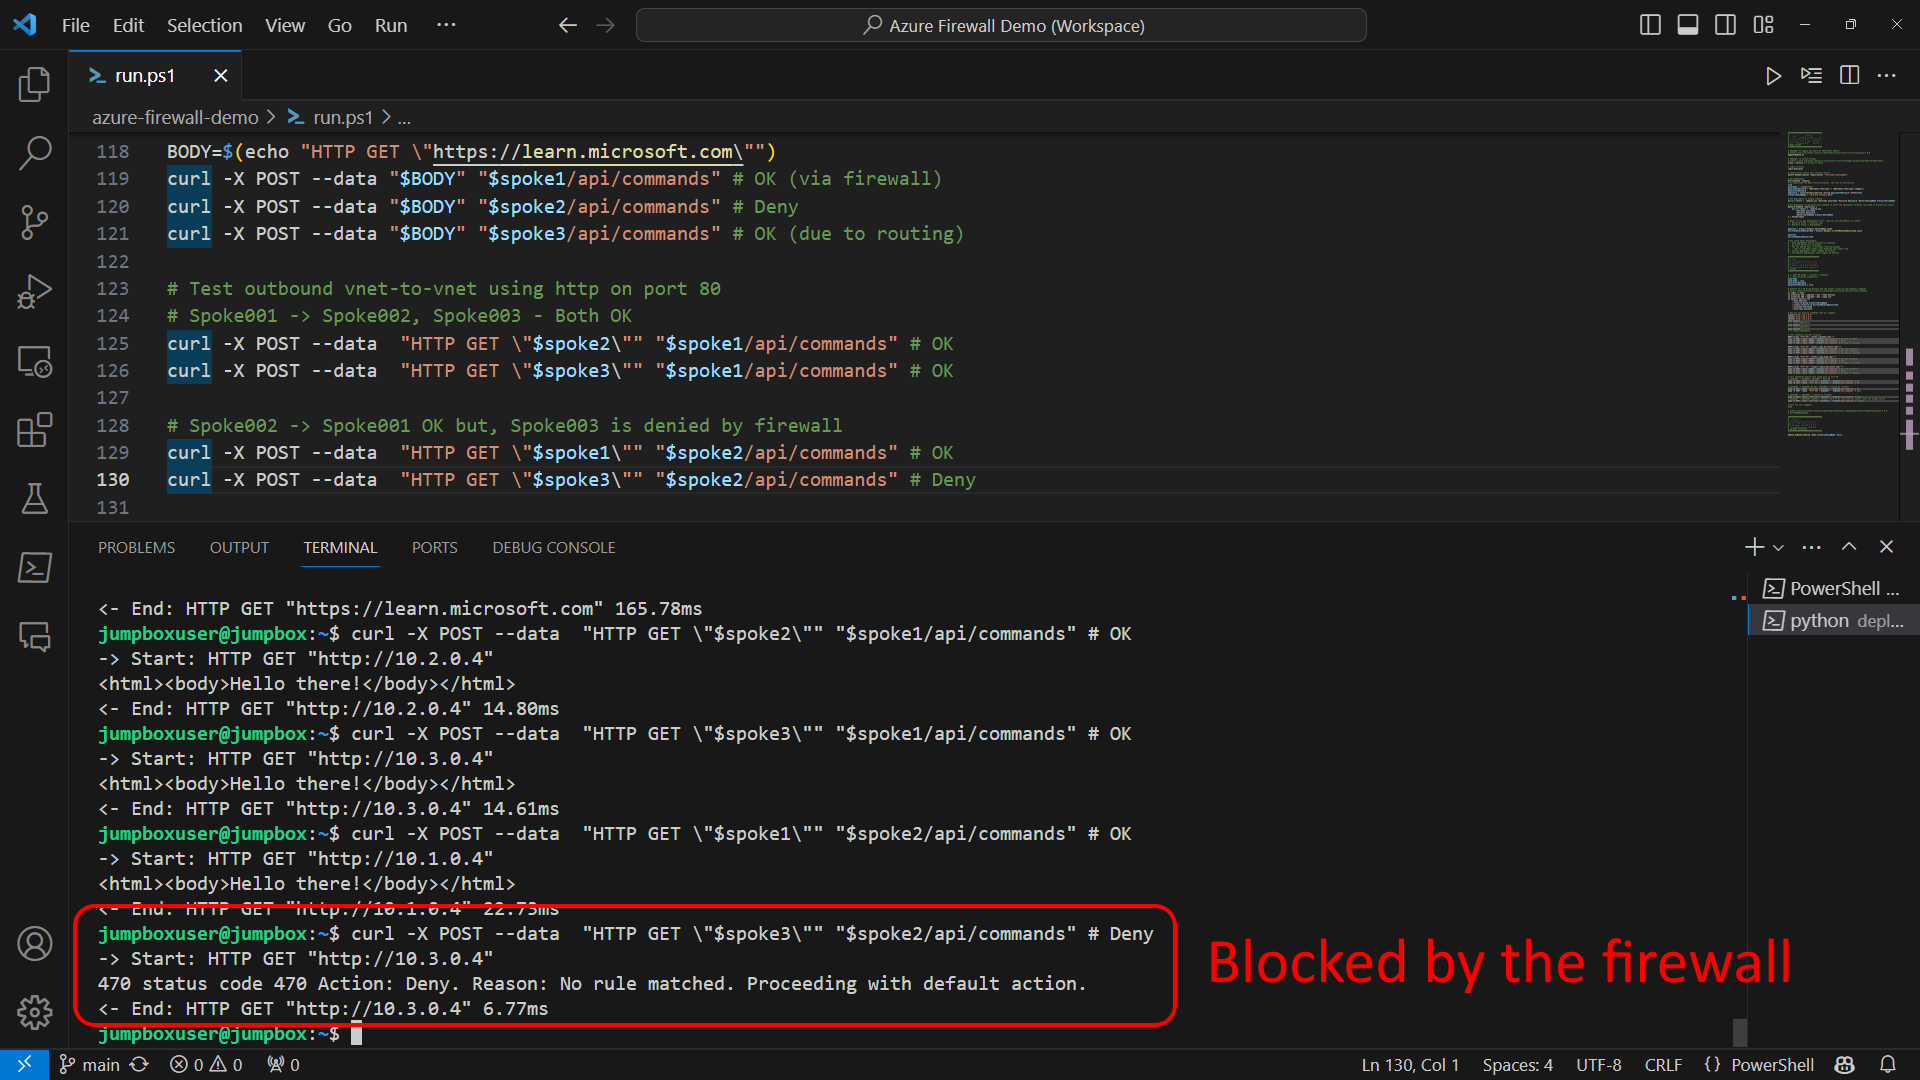 File Edit Selection View Go Run ···
Azure Firewall Demo (Workspace)
run.ps1
azure-firewall-demo > run.ps1 > ...
118 BODY=$(echo "HTTP GET \"https://learn.microsoft.com\"")
119 curl -X POST --data "$BODY" "$spoke1/api/commands" # OK (via firewall)
120 curl -X POST --data "$BODY" "$spoke2/api/commands" # Deny
121 curl -X POST --data "$BODY" "$spoke3/api/commands" # OK (due to routing)
122
123 # Test outbound vnet-to-vnet using http on port 80
124 # Spoke001 -> Spoke002, Spoke003 - Both OK
125 curl -X POST --data  "HTTP GET \"$spoke2\"" "$spoke1/api/commands" # OK
126 curl -X POST --data  "HTTP GET \"$spoke3\"" "$spoke1/api/commands" # OK
127
128 # Spoke002 -> Spoke001 OK but, Spoke003 is denied by firewall
129 curl -X POST --data  "HTTP GET \"$spoke1\"" "$spoke2/api/commands" # OK
130 curl -X POST --data  "HTTP GET \"$spoke3\"" "$spoke2/api/commands" # Deny
131
PROBLEMS OUTPUT TERMINAL PORTS DEBUG CONSOLE
PowerShell ...
python depl...
<- End: HTTP GET "https://learn.microsoft.com" 165.78ms
jumpboxuser@jumpbox:~$ curl -X POST --data  "HTTP GET \"$spoke2\"" "$spoke1/api/commands" # OK
-> Start: HTTP GET "http://10.2.0.4"
<html><body>Hello there!</body></html>
<- End: HTTP GET "http://10.2.0.4" 14.80ms
jumpboxuser@jumpbox:~$ curl -X POST --data  "HTTP GET \"$spoke3\"" "$spoke1/api/commands" # OK
-> Start: HTTP GET "http://10.3.0.4"
<html><body>Hello there!</body></html>
<- End: HTTP GET "http://10.3.0.4" 14.61ms
jumpboxuser@jumpbox:~$ curl -X POST --data  "HTTP GET \"$spoke1\"" "$spoke2/api/commands" # OK
-> Start: HTTP GET "http://10.1.0.4"
<html><body>Hello there!</body></html>
<- End: HTTP GET "http://10.1.0.4" 22.73ms
jumpboxuser@jumpbox:~$ curl -X POST --data  "HTTP GET \"$spoke3\"" "$spoke2/api/commands" # Deny
-> Start: HTTP GET "http://10.3.0.4"
470 status code 470 Action: Deny. Reason: No rule matched. Proceeding with default action.
<- End: HTTP GET "http://10.3.0.4" 6.77ms
jumpboxuser@jumpbox:~$
Blocked by the firewall
main 0 0 0 Ln 130, Col 1 Spaces: 4 UTF-8 CRLF {} PowerShell